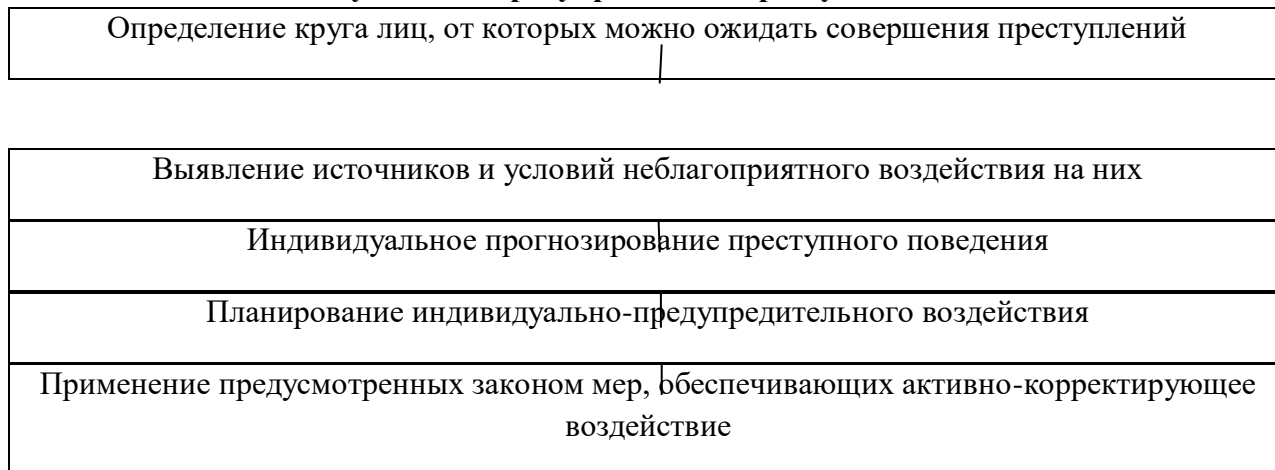 Определение круга лиц, от которых можно ожидать совершения преступлений
Выявление источников и условий неблагоприятного воздействия на них
Индивидуальное прогнозирование преступного поведения
Планирование индивидуально-предупредительного воздействия
Применение предусмотренных законом мер, обеспечивающих активно-корректирующее
воздействие